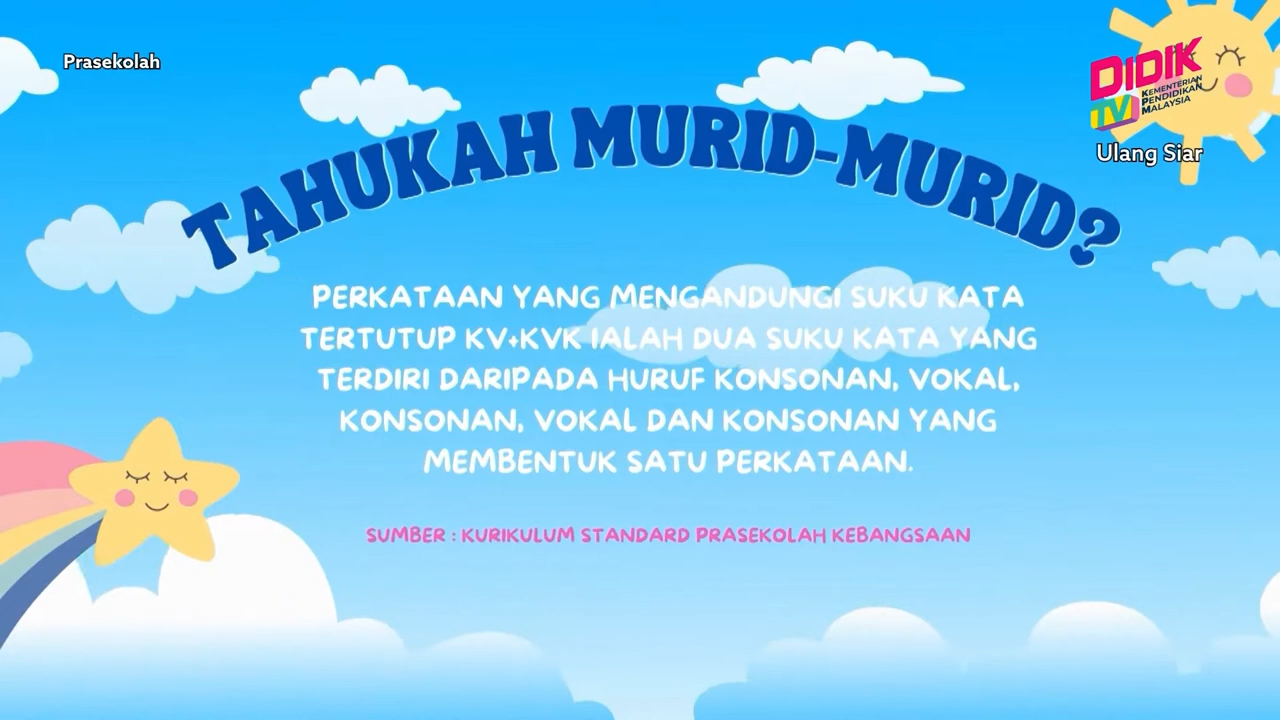 Prasekolah
DIDIK
TV
KEMENTERIAN
PENDIDIKAN
MALAYSIA
Ulang Siar
TAHUKAH MURID-MURID?
PERKATAAN YANG MENGANDUNGI SUKU KATA
TERTUTUP KV+KVK IALAH DUA SUKU KATA YANG
TERDIRI DARIPADA HURUF KONSONAN, VOKAL,
KONSONAN, VOKAL DAN KONSONAN YANG
MEMBENTUK SATU PERKATAAN.
SUMBER : KURIKULUM STANDARD PRASEKOLAH KEBANGSAAN